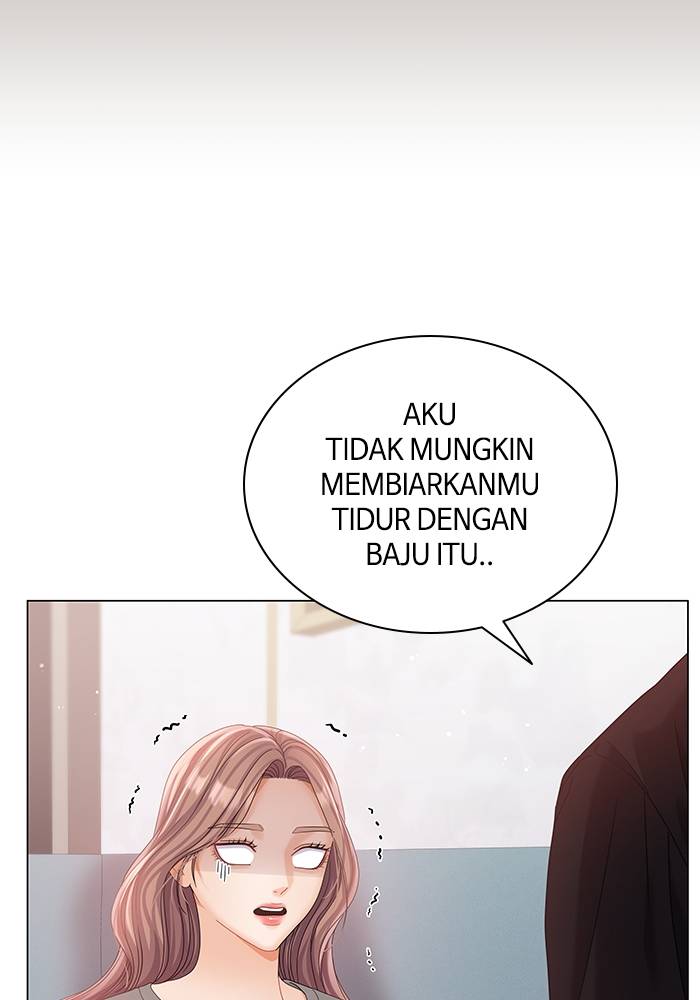 AKU
TIDAK MUNGKIN
MEMBIARKANMU
TIDUR DENGAN
BAJU ITU..